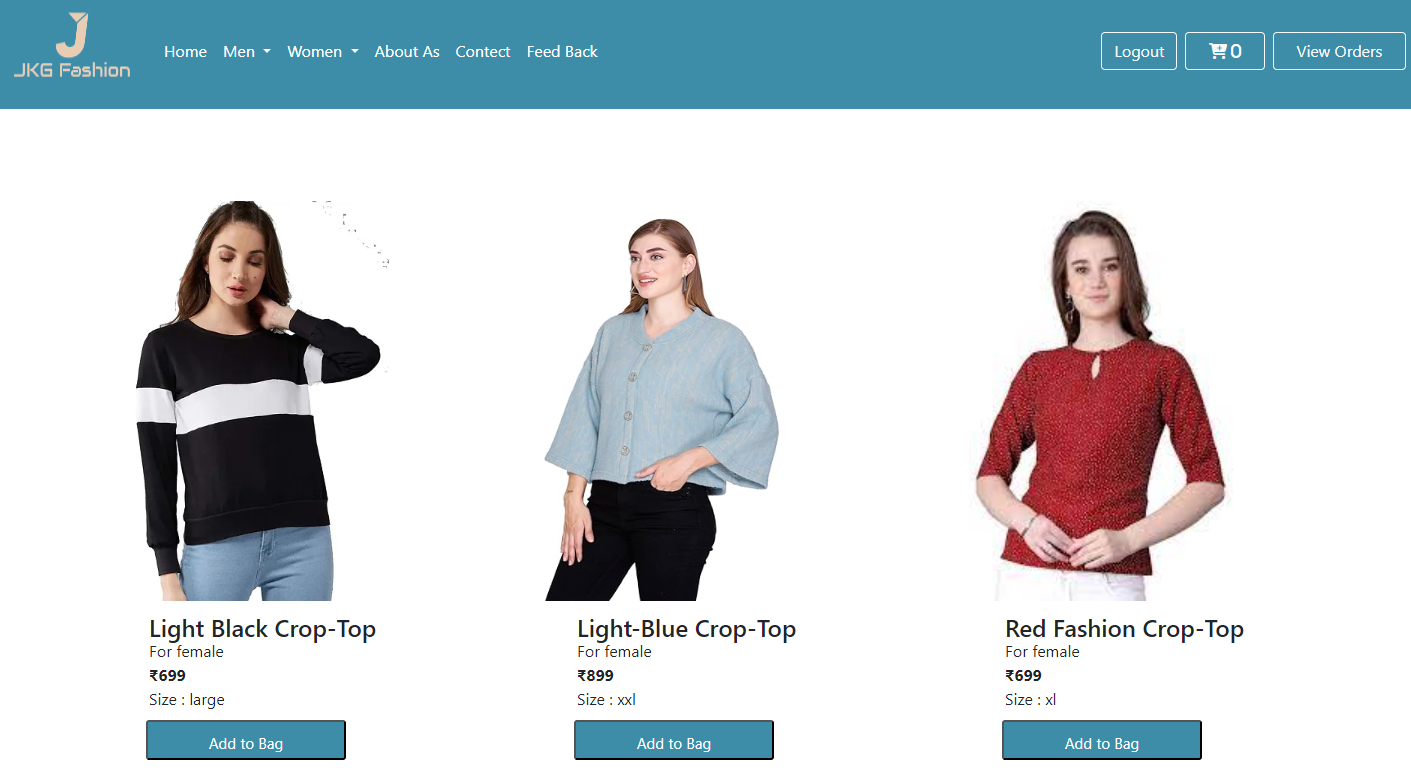 J
JKG Fashion
Home Men Women About As Contect Feed Back
Logout 0 View Orders
Light Black Crop-Top
For female
₹699
Size : large
Add to Bag
Light-Blue Crop-Top
For female
₹899
Size : xxl
Add to Bag
Red Fashion Crop-Top
For female
₹699
Size : xl
Add to Bag